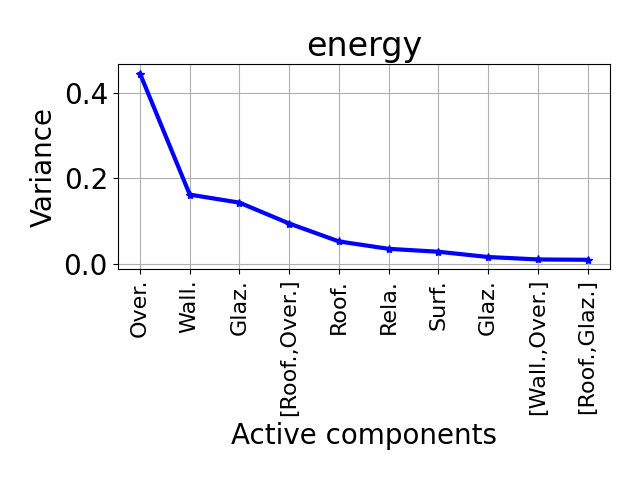 energy
Variance
0.4
0.2
0.0
Over.
Wall.
Glaz.
[Roof.,Over.]
Roof.
Rela.
Surf.
Glaz.
[Wall.,Over.]
[Roof.,Glaz.]
Active components